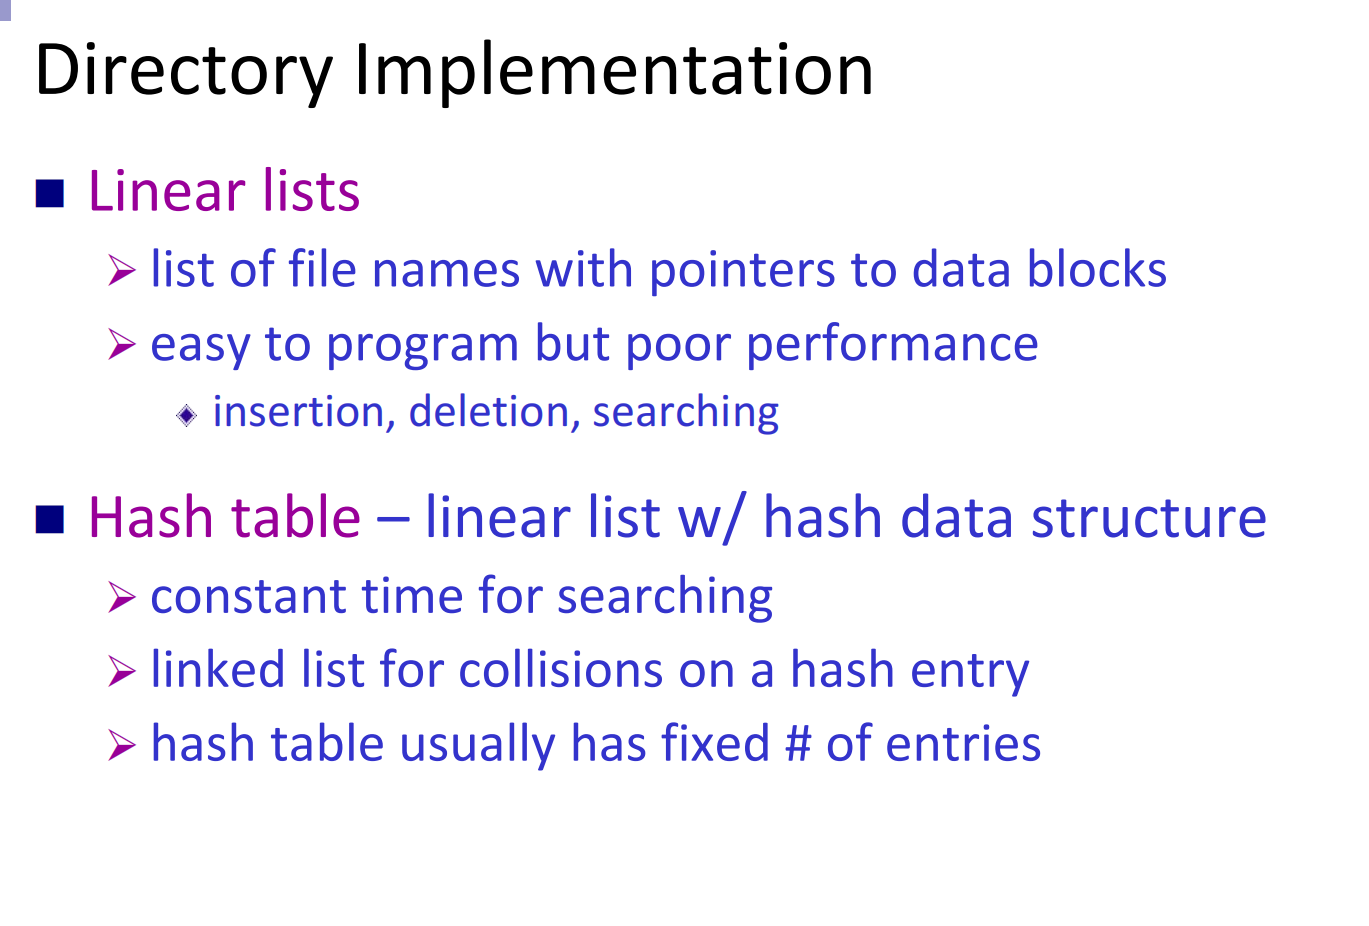 Directory Implementation
Linear lists
list of file names with pointers to data blocks
easy to program but poor performance
insertion, deletion, searching
Hash table – linear list w/ hash data structure
constant time for searching
linked list for collisions on a hash entry
hash table usually has fixed # of entries